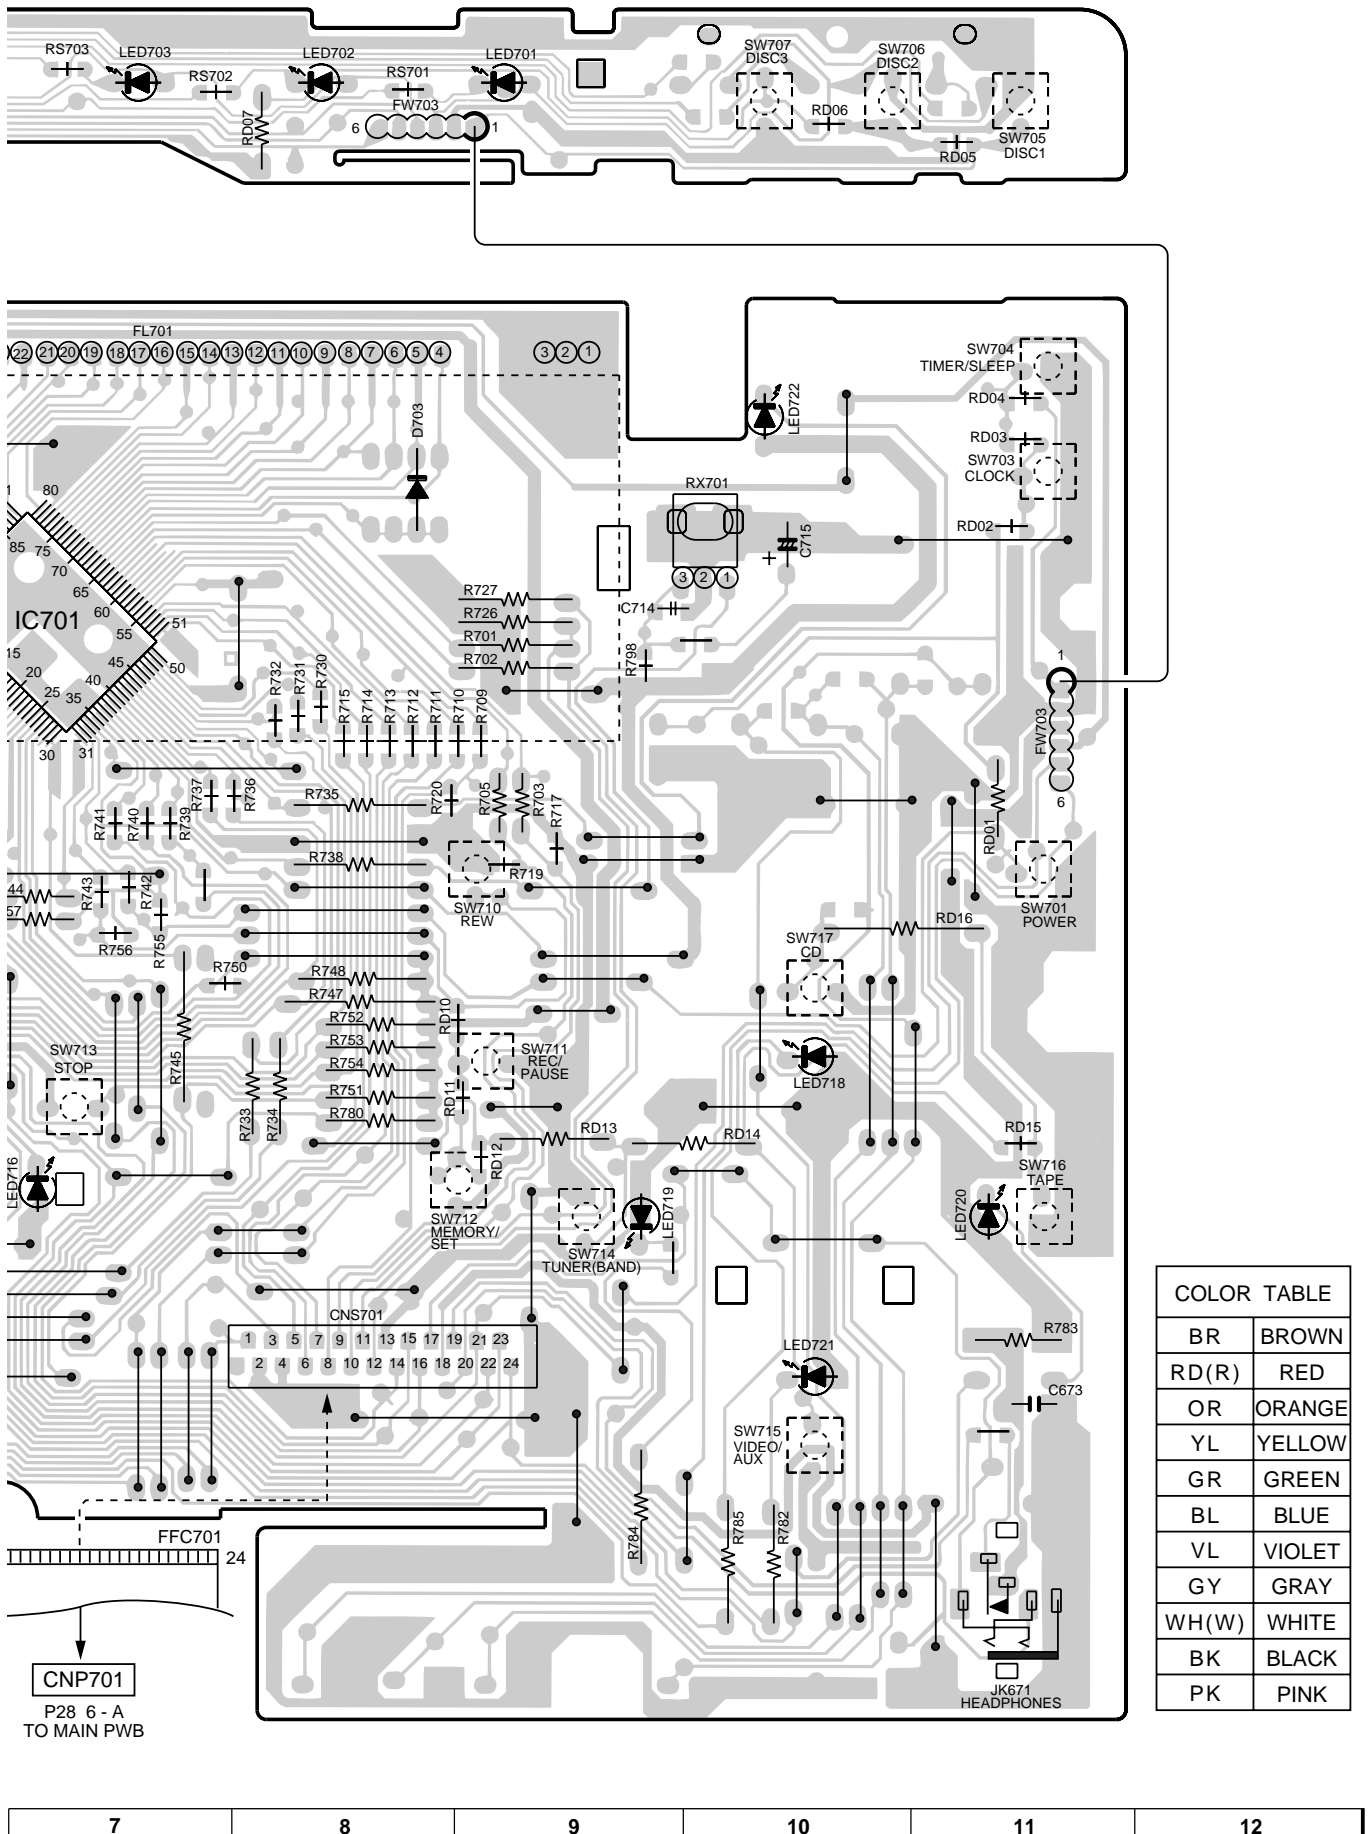 RS703
LED703
RS702
LED702
RS701
LED701
FW703
6
1
RD07
SW707
DISC3
SW706
DISC2
RD06
RD05
SW705
DISC1
FL701
22 21 20 19 18 17 16 15 14 13 12 11 10 9 8 7 6 5 4 3 2 1
D703
LED722
SW704
TIMER/SLEEP
RD04
RD03
SW703
CLOCK
RD02
RX701
C715
+
3 2 1
C714
R798
80
85
75
70
65
60
55
51
50
45
40
35
31
30
25
20
15
IC701
R727
R726
R701
R702
R732
R731
R730
R715
R714
R713
R712
R711
R710
R709
1
FW703
6
R737
R736
R735
R720
R705
R703
R717
R741
R740
R739
R738
R719
RD01
SW701
POWER
44
57
R743
R742
R755
R756
R750
SW710
REW
RD16
SW717
CD
R748
R747
R752
R753
R754
R751
R780
RD10
RD11
RD12
SW711
REC/
PAUSE
SW713
STOP
R745
R733
R734
LED718
RD13
RD14
RD15
LED716
SW712
MEMORY/
SET
SW714
TUNER(BAND)
LED719
LED720
SW716
TAPE
CNS701
1 3 5 7 9 11 13 15 17 19 21 23
2 4 6 8 10 12 14 16 18 20 22 24
LED721
R783
C673
SW715
VIDEO/
AUX
R784
R785
R782
FFC701
24
CNP701
P28 6 - A
TO MAIN PWB
JK671
HEADPHONES
COLOR TABLE
BR BROWN
RD(R) RED
OR ORANGE
YL YELLOW
GR GREEN
BL BLUE
VL VIOLET
GY GRAY
WH(W) WHITE
BK BLACK
PK PINK
7 8 9 10 11 12